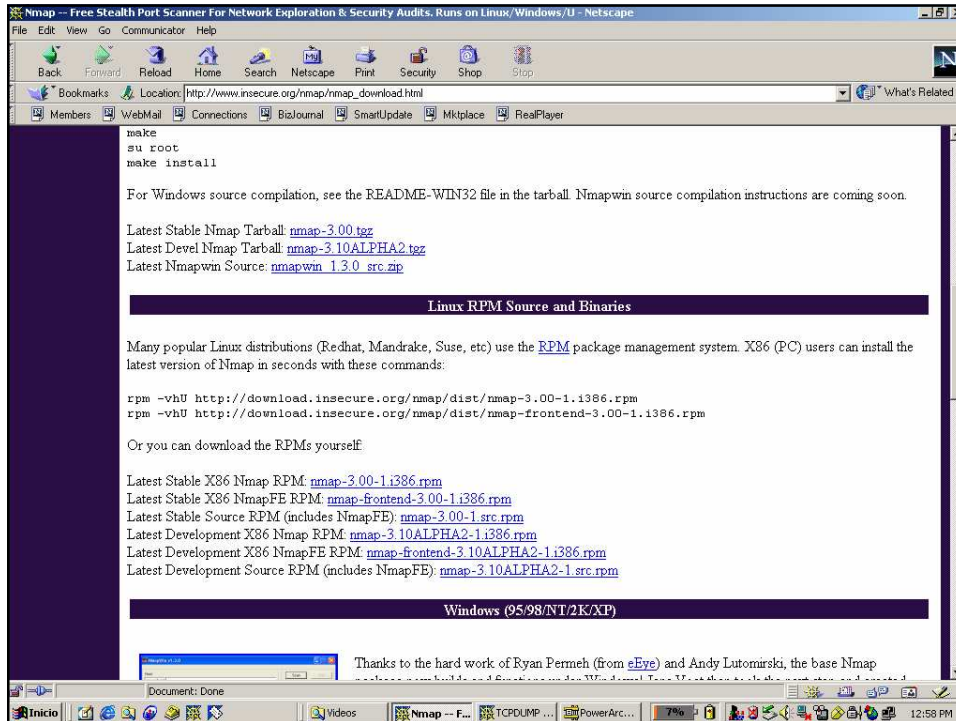 Nmap -- Free Stealth Port Scanner For Network Exploration & Security Audits. Runs on Linux/Windows/U - Netscape
File Edit View Go Communicator Help
Back Forward Reload Home Search Netscape Print Security Shop Stop
Bookmarks Location: http://www.insecure.org/nmap/nmap_download.html What's Related
Members WebMail Connections BizJournal SmartUpdate Mktplace RealPlayer
make
su root
make install
For Windows source compilation, see the README-WIN32 file in the tarball. Nmapwin source compilation instructions are coming soon.
Latest Stable Nmap Tarball: nmap-3.00.tgz
Latest Devel Nmap Tarball: nmap-3.10ALPHA2.tgz
Latest Nmapwin Source: nmapwin_1.3.0_src.zip
Linux RPM Source and Binaries
Many popular Linux distributions (Redhat, Mandrake, Suse, etc) use the RPM package management system. X86 (PC) users can install the
latest version of Nmap in seconds with these commands:
rpm -vhU http://download.insecure.org/nmap/dist/nmap-3.00-1.i386.rpm
rpm -vhU http://download.insecure.org/nmap/dist/nmap-frontend-3.00-1.i386.rpm
Or you can download the RPMs yourself:
Latest Stable X86 Nmap RPM: nmap-3.00-1.i386.rpm
Latest Stable X86 NmapFE RPM: nmap-frontend-3.00-1.i386.rpm
Latest Stable Source RPM (includes NmapFE): nmap-3.00-1.src.rpm
Latest Development X86 Nmap RPM: nmap-3.10ALPHA2-1.i386.rpm
Latest Development X86 NmapFE RPM: nmap-frontend-3.10ALPHA2-1.i386.rpm
Latest Development Source RPM (includes NmapFE): nmap-3.10ALPHA2-1.src.rpm
Windows (95/98/NT/2K/XP)
Thanks to the hard work of Ryan Permeh (from eEye) and Andy Lutomirski, the base Nmap
Document: Done
Inicio Videos Nmap -- F... TCPDUMP ... PowerArc... 7% 12:58 PM